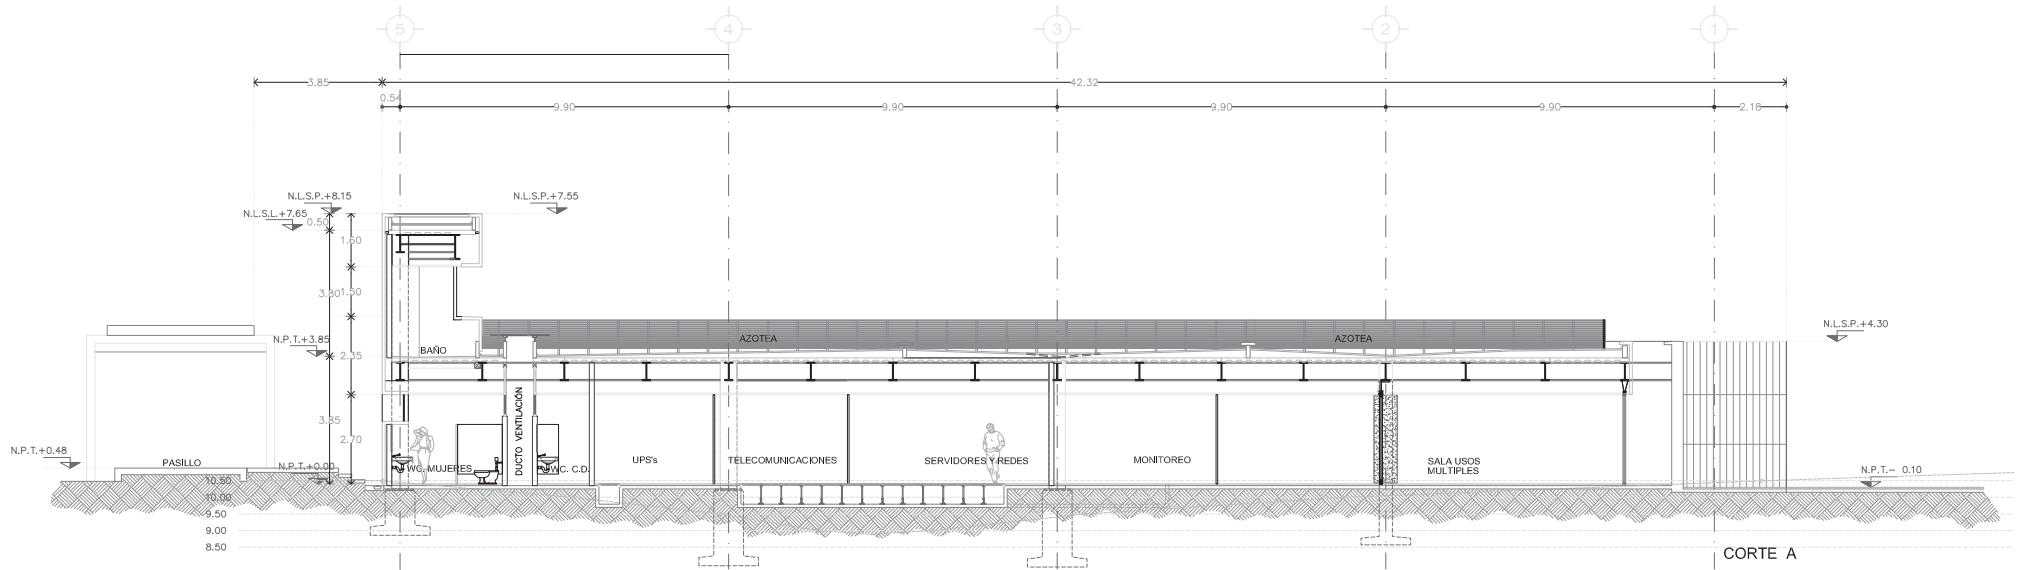 5 4 3 2 1
3.85 42.32
0.54 9.90 9.90 9.90 9.90 2.18
N.L.S.P.+8.15 N.L.S.P.+7.55
N.L.S.L.+7.65 0.50
1.60
3.80 1.50
N.L.S.P.+4.30
N.P.T.+3.85 2.35 BAÑO AZOTEA AZOTEA
3.85
2.70
DUCTO VENTILACIÓN
N.P.T.+0.48 PASILLO N.P.T.+0.00 WC. MUJERES WC. C.D. UPS's TELECOMUNICACIONES SERVIDORES Y REDES MONITOREO SALA USOS
MULTIPLES
N.P.T.- 0.10
10.50
10.00
9.50
9.00
8.50
CORTE A